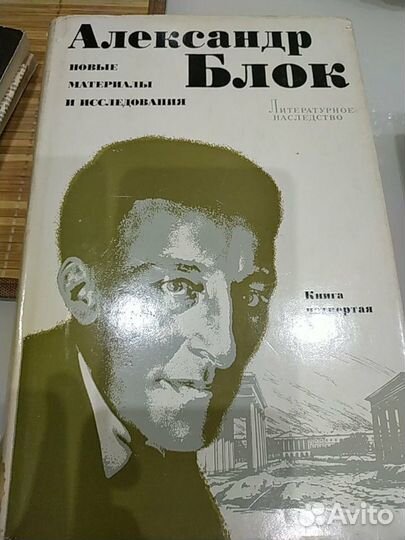 Александр
Блок
новые
материалы
и исследования
Литературное
наследство
Книга
четвертая
Avito